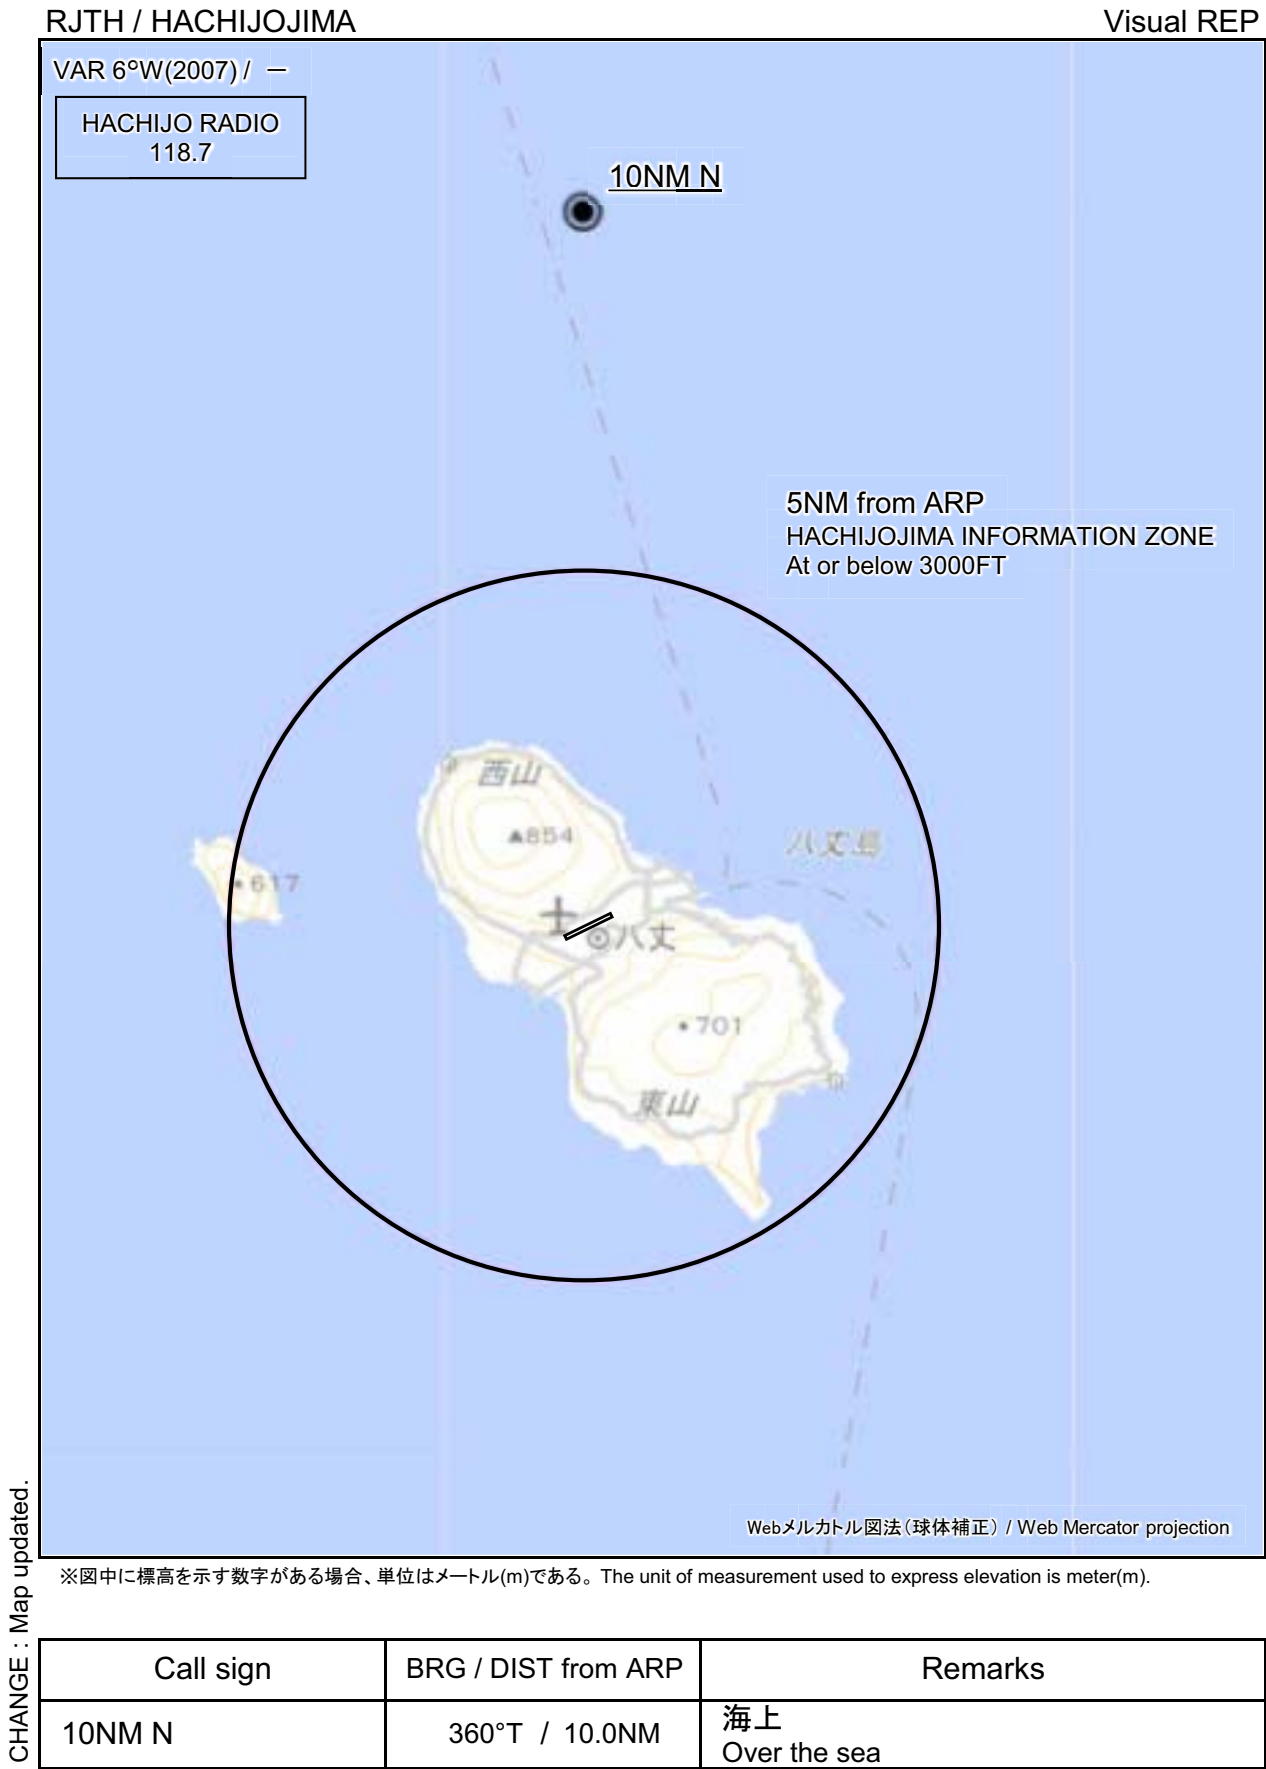 RJTH / HACHIJOJIMA
Visual REP
VAR 6°W(2007) / －
HACHIJO RADIO
118.7
10NM N
5NM from ARP
HACHIJOJIMA INFORMATION ZONE
At or below 3000FT
西山
▲854
八丈島
・617
八丈
・701
東山
Webメルカトル図法（球体補正） / Web Mercator projection
※図中に標高を示す数字がある場合、単位はメートル(m)である。 The unit of measurement used to express elevation is meter(m).
CHANGE : Map updated.
Call sign
BRG / DIST from ARP
Remarks
10NM N
360°T / 10.0NM
海上
Over the sea